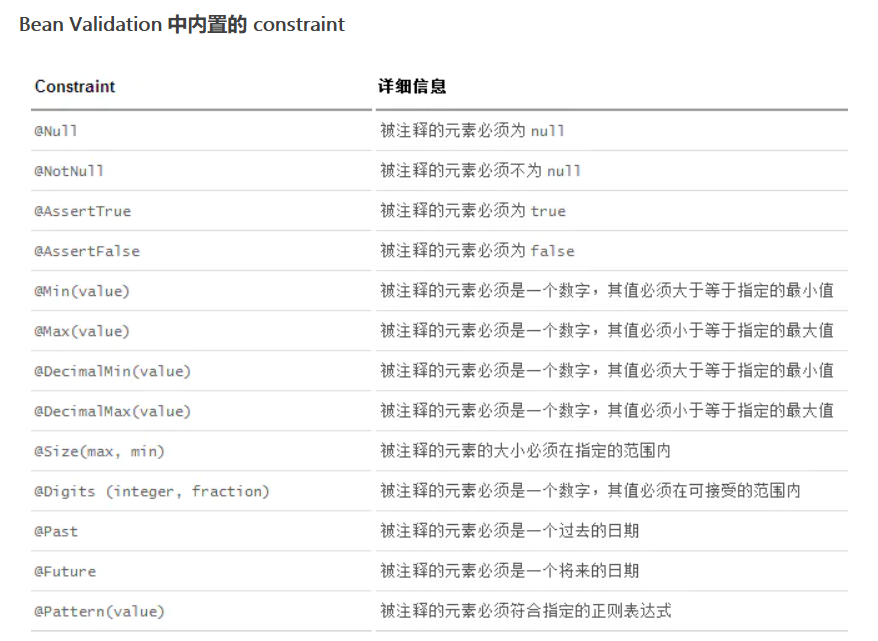 Bean Validation 中内置的 constraint
Constraint 详细信息
@Null 被注释的元素必须为 null
@NotNull 被注释的元素必须不为 null
@AssertTrue 被注释的元素必须为 true
@AssertFalse 被注释的元素必须为 false
@Min(value) 被注释的元素必须是一个数字，其值必须大于等于指定的最小值
@Max(value) 被注释的元素必须是一个数字，其值必须小于等于指定的最大值
@DecimalMin(value) 被注释的元素必须是一个数字，其值必须大于等于指定的最小值
@DecimalMax(value) 被注释的元素必须是一个数字，其值必须小于等于指定的最大值
@Size(max, min) 被注释的元素的大小必须在指定的范围内
@Digits (integer, fraction) 被注释的元素必须是一个数字，其值必须在可接受的范围内
@Past 被注释的元素必须是一个过去的日期
@Future 被注释的元素必须是一个将来的日期
@Pattern(value) 被注释的元素必须符合指定的正则表达式